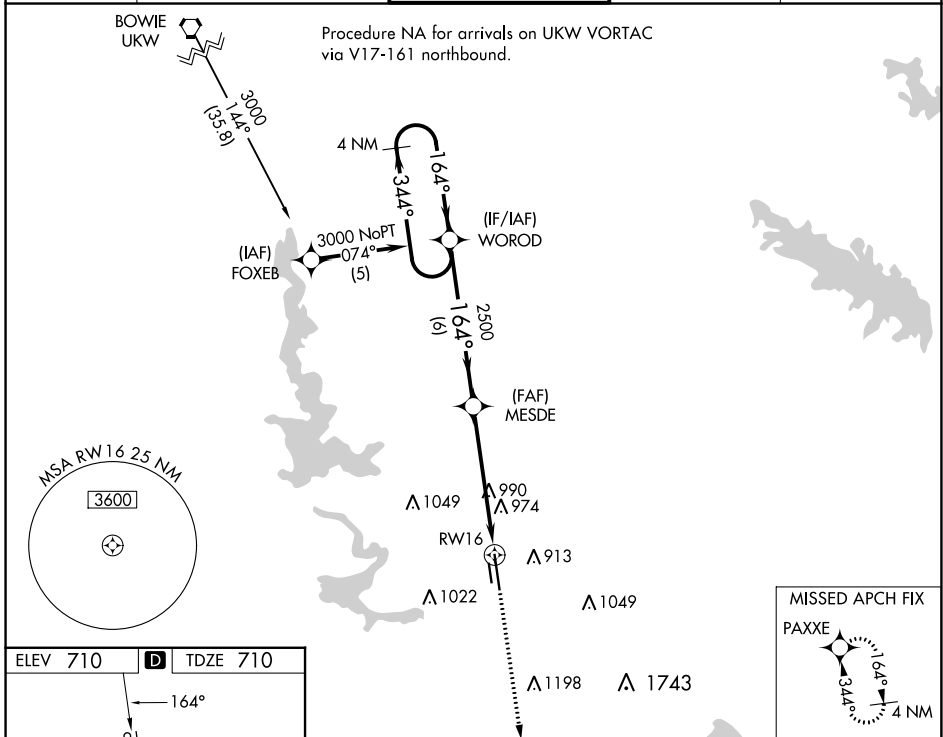 BOWIE
UKW
Procedure NA for arrivals on UKW VORTAC
via V17-161 northbound.
3000
144°
(35.8)
4 NM
164°
344°
(IF/IAF)
WOROD
(IAF)
FOXEB
3000 NoPT
074°
(5)
2500
164°
(6)
(FAF)
MESDE
MSA RW16 25 NM
3600
1049
990
974
RW16
913
1022
1049
MISSED APCH FIX
PAXXE
164°
344°
4 NM
ELEV 710 D TDZE 710
164°
1198
1743